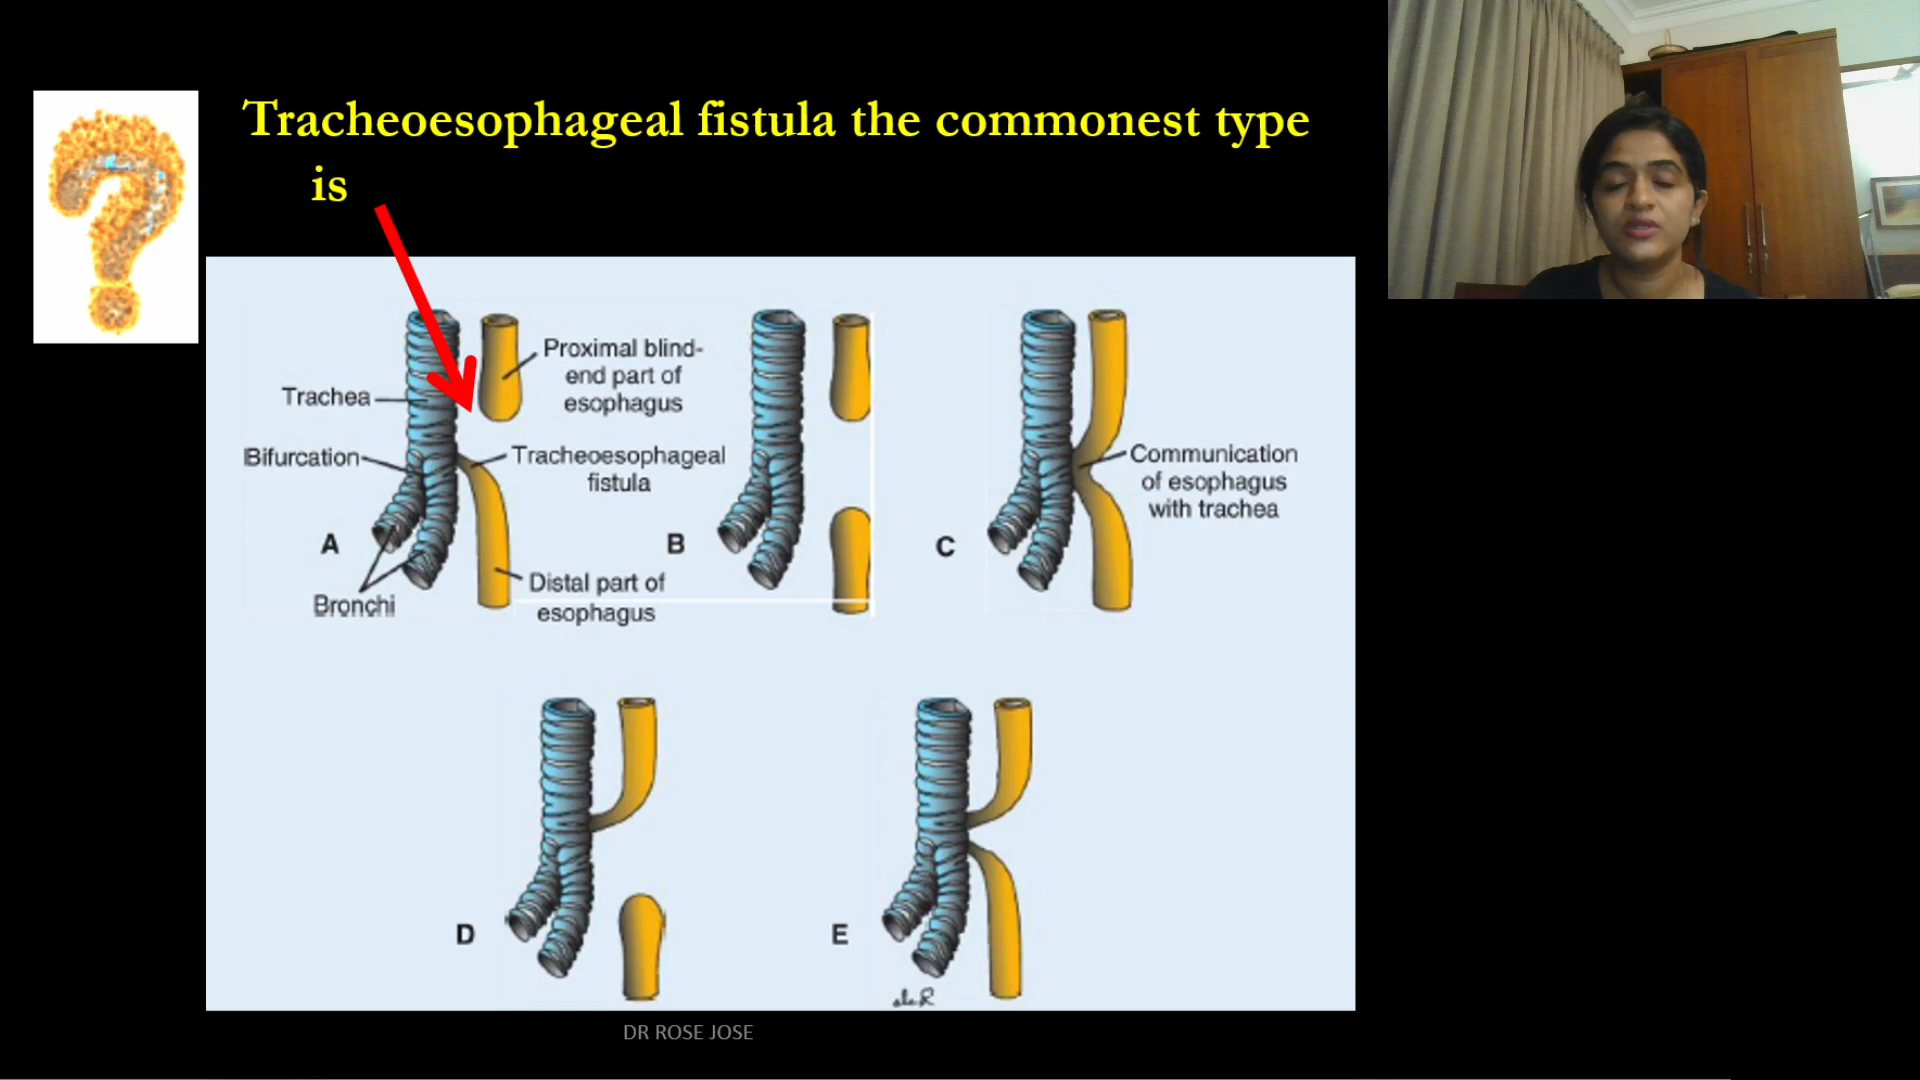 Tracheoesophageal fistula the commonest type
is
Proximal blind-
end part of
esophagus
Trachea
Bifurcation
Tracheoesophageal
fistula
Communication
of esophagus
with trachea
A
B
C
Distal part of
esophagus
Bronchi
D
E
DR ROSE JOSE